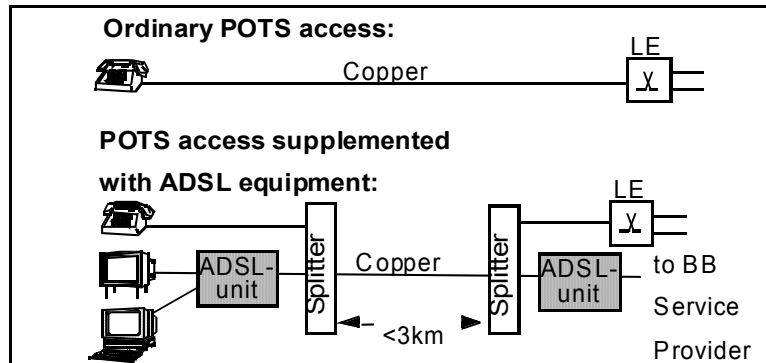 Ordinary POTS access:
LE
Copper
POTS access supplemented
with ADSL equipment:
LE
Splitter
Splitter
ADSL-
unit
Copper
ADSL-
unit
to BB
Service
Provider
<3km